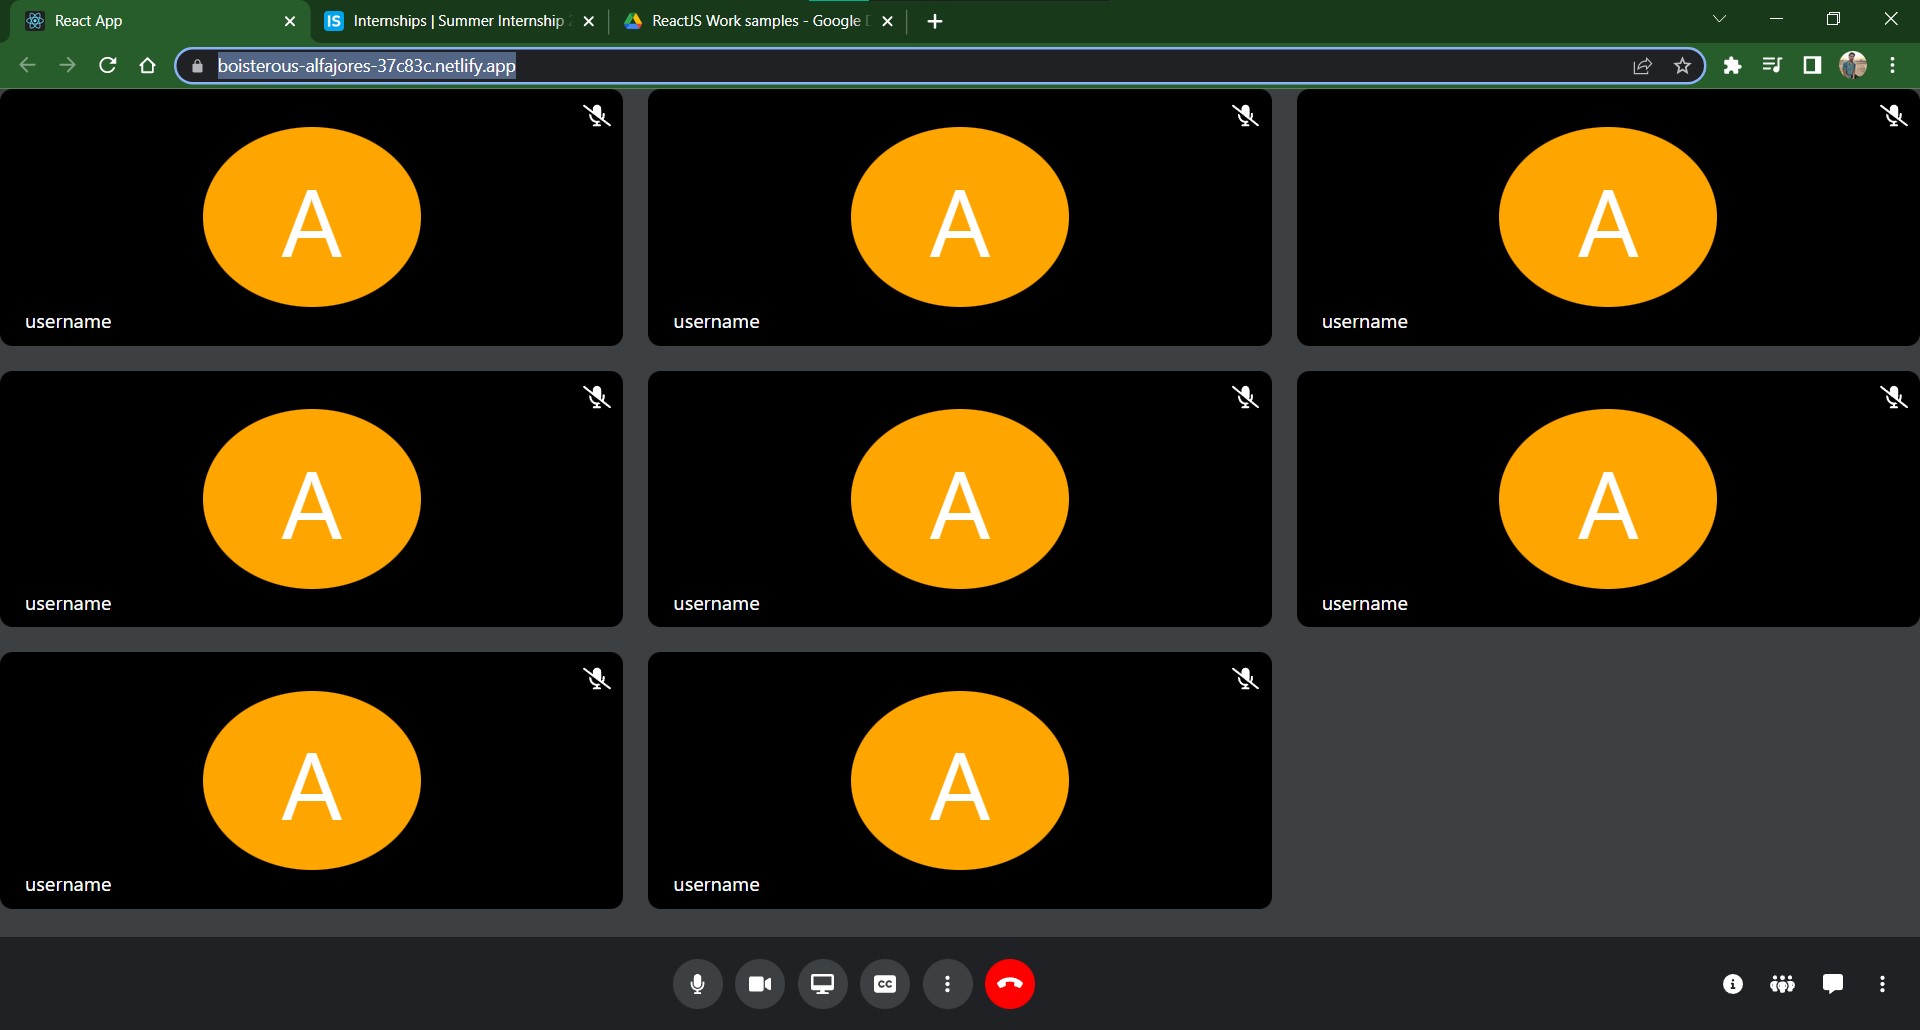 React App
IS Internships | Summer Internship
ReactJS Work samples - Google
boisterous-alfajores-37c83c.netlify.app
A
username
A
username
A
username
A
username
A
username
A
username
A
username
A
username
CC